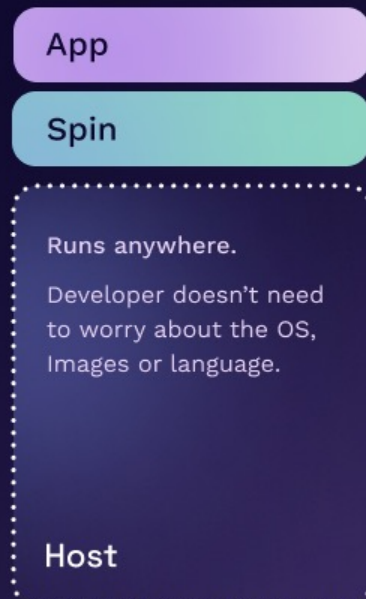 App
Spin
Runs anywhere.
Developer doesn’t need
to worry about the OS,
Images or language.
Host